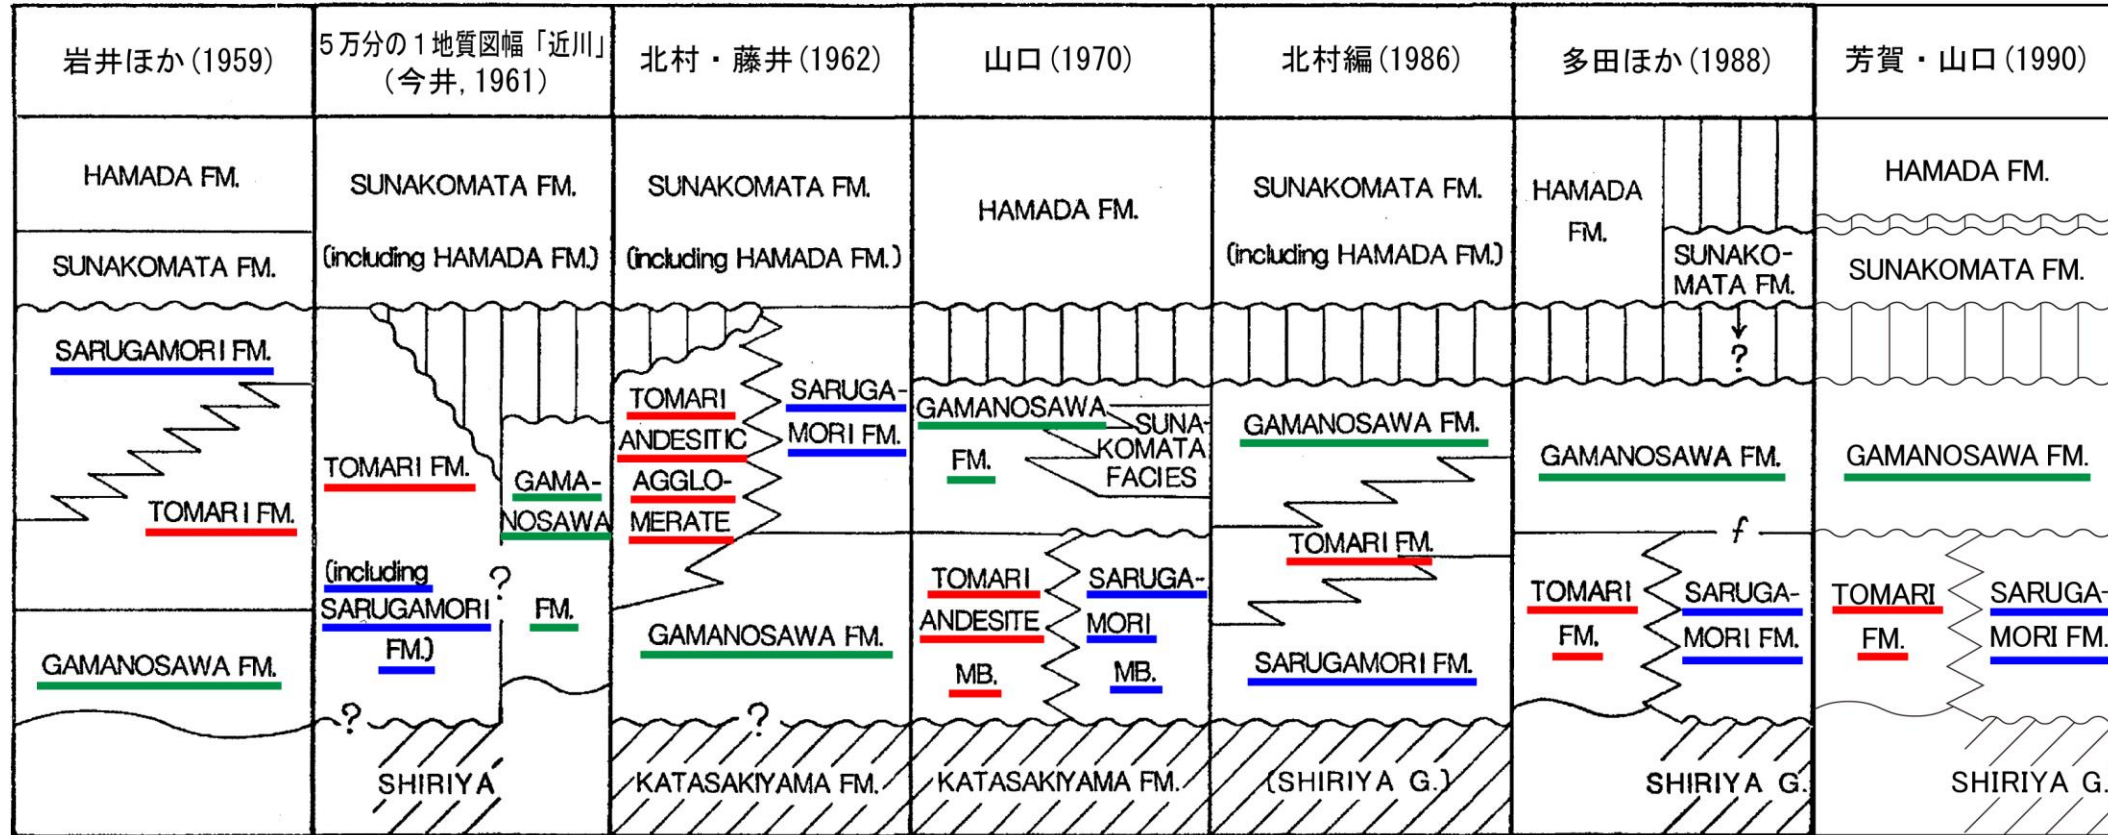 岩井ほか(1959)
5万分の1地質図幅「近川」
(今井, 1961)
北村・藤井(1962)
山口(1970)
北村編(1986)
多田ほか(1988)
芳賀・山口(1990)
HAMADA FM.
SUNAKOMATA FM.
SARUGAMORI FM.
TOMARI FM.
GAMANOSAWA FM.
SUNAKOMATA FM.
(including HAMADA FM.)
TOMARI FM.
(including
SARUGAMORI
FM.)
GAMA-
NOSAWA
FM.
?
?
SHIRIYA
SUNAKOMATA FM.
(including HAMADA FM.)
TOMARI
ANDESITIC
AGGLO-
MERATE
SARUGA-
MORI FM.
GAMANOSAWA FM.
?
KATASAKIYAMA FM.
HAMADA FM.
GAMANOSAWA
FM.
SUNA-
KOMATA
FACIES
TOMARI
ANDESITE
MB.
SARUGA-
MORI
MB.
KATASAKIYAMA FM.
SUNAKOMATA FM.
(including HAMADA FM.)
GAMANOSAWA FM.
TOMARI FM.
SARUGAMORI FM.
(SHIRIYA G.)
HAMADA
FM.
SUNAKO-
MATA FM.
?
GAMANOSAWA FM.
f
TOMARI
FM.
SARUGA-
MORI FM.
SHIRIYA G.
HAMADA FM.
SUNAKOMATA FM.
GAMANOSAWA FM.
TOMARI
FM.
SARUGA-
MORI FM.
SHIRIYA G.